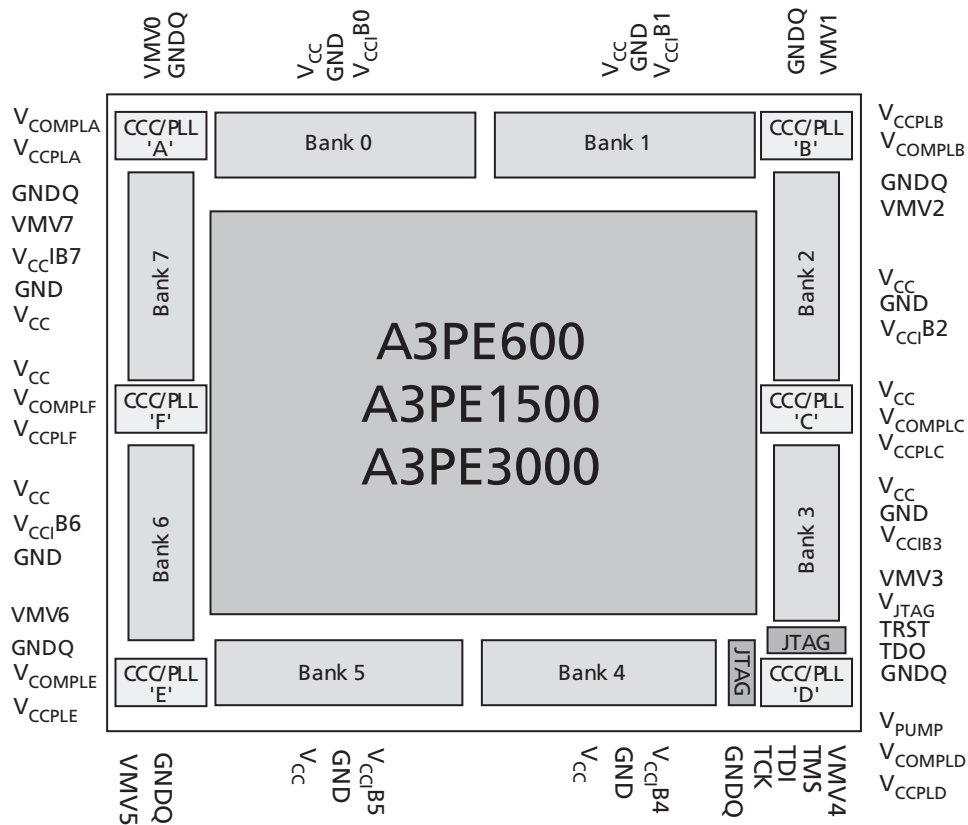 VMV0
GNDQ
VCC
GND
VCCIB0
VCC
GND
VCCIB1
GNDQ
VMV1
VCOMPLA
VCCPLA
GNDQ
VMV7
VCCIB7
GND
VCC
VCC
VCOMPLF
VCCPLF
VCC
VCCIB6
GND
VMV6
GNDQ
VCOMPLE
VCCPLE
CCC/PLL
'A'
Bank 0
Bank 1
CCC/PLL
'B'
Bank 7
Bank 2
A3PE600
A3PE1500
A3PE3000
CCC/PLL
'F'
CCC/PLL
'C'
Bank 6
Bank 3
JTAG
CCC/PLL
'E'
Bank 5
Bank 4
JTAG
CCC/PLL
'D'
VCCPLB
VCOMPLB
GNDQ
VMV2
VCC
GND
VCCIB2
VCC
VCOMPLC
VCCPLC
VCC
GND
VCCIB3
VMV3
VJTAG
TRST
TDO
GNDQ
VPUMP
VCOMPLD
VCCPLD
VMV5
GNDQ
VCC
GND
VCCIB5
VCC
GND
VCCIB4
GNDQ
TCK
TDI
TMS
VMV4